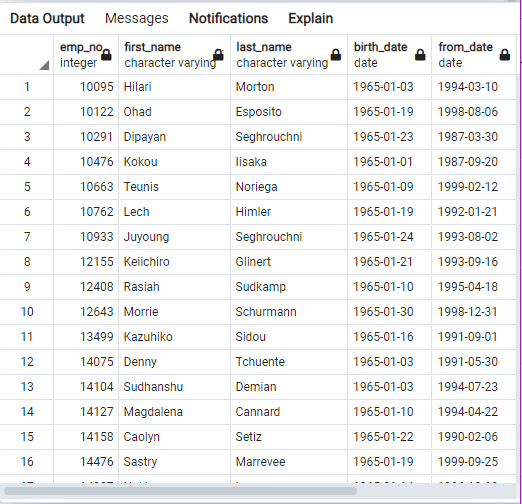 Data Output Messages Notifications Explain
emp_no first_name last_name birth_date from_date
integer character varying character varying date date
1 10095 Hilari Morton 1965-01-03 1994-03-10
2 10122 Ohad Esposito 1965-01-19 1998-08-06
3 10291 Dipayan Seghrouchni 1965-01-23 1987-03-30
4 10476 Kokou Iisaka 1965-01-01 1987-09-20
5 10663 Teunis Noriega 1965-01-09 1999-02-12
6 10762 Lech Himler 1965-01-19 1992-01-21
7 10933 Juyoung Seghrouchni 1965-01-24 1993-08-02
8 12155 Keiichiro Glinert 1965-01-21 1993-09-16
9 12408 Rasiah Sudkamp 1965-01-10 1995-04-18
10 12643 Morrie Schurmann 1965-01-30 1998-12-31
11 13499 Kazuhiko Sidou 1965-01-16 1991-09-01
12 14075 Denny Tchuente 1965-01-03 1991-05-30
13 14104 Sudhanshu Demian 1965-01-03 1994-07-23
14 14127 Magdalena Cannard 1965-01-10 1994-04-22
15 14158 Caolyn Setiz 1965-01-22 1990-02-06
16 14476 Sastry Marrevee 1965-01-19 1999-09-25